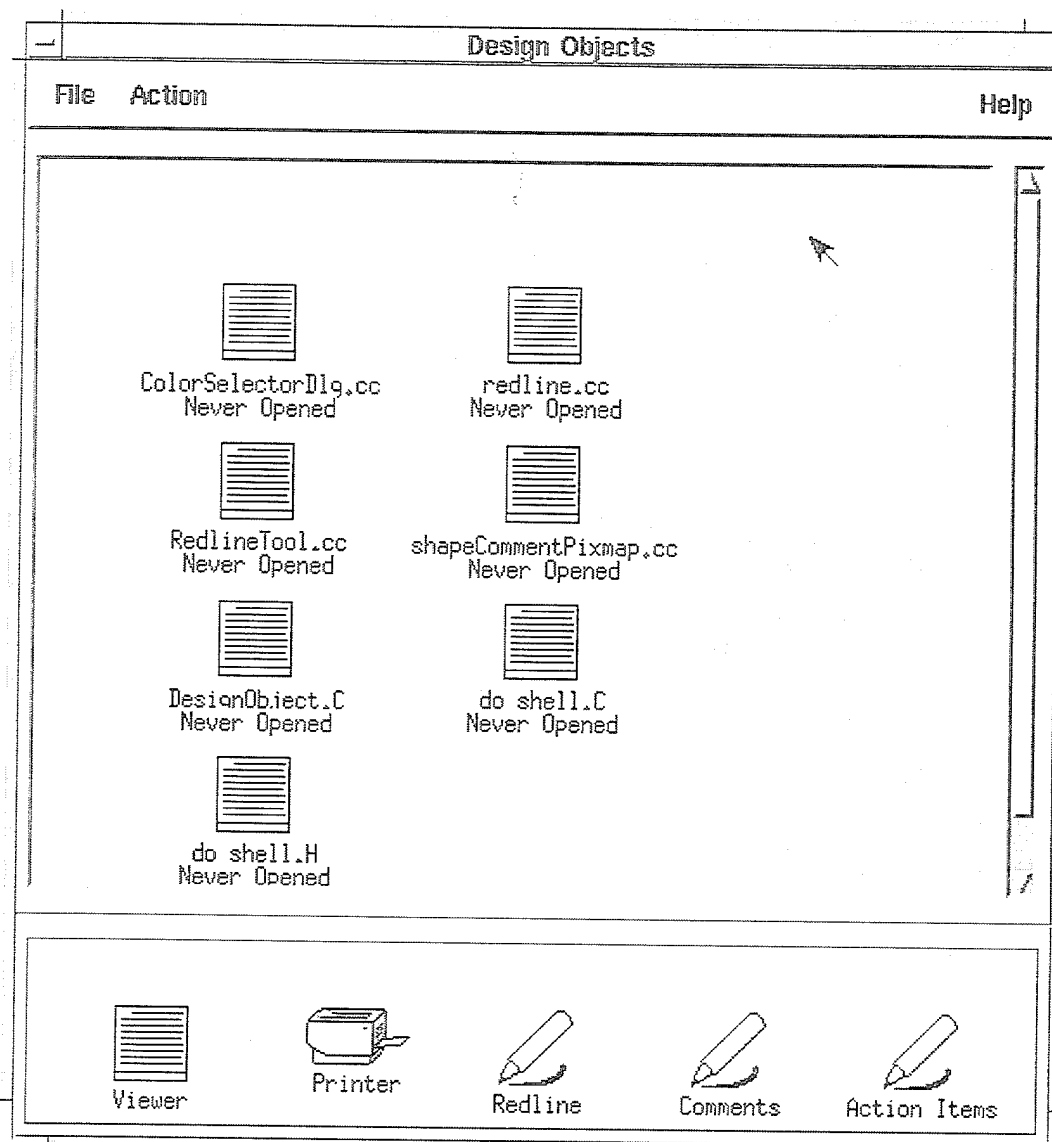 Design Objects
File Action Help
ColorSelectorDlg.cc redline.cc
Never Opened Never Opened
RedlineTool.cc shapeCommentPixmap.cc
Never Opened Never Opened
DesignObject.C do shell.C
Never Opened Never Opened
do shell.H
Never Opened
Viewer Printer Redline Comments Action Items